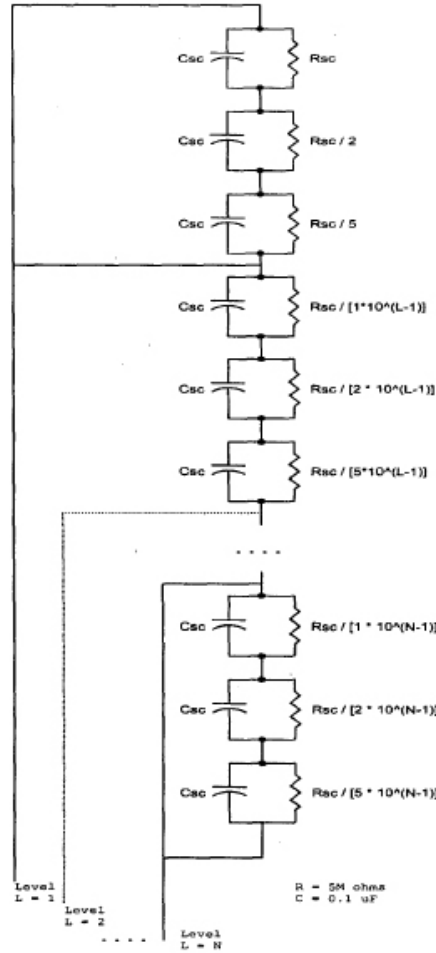 Csc Rsc
Csc Rsc / 2
Csc Rsc / 5
Csc Rsc / [1*10^(L-1)]
Csc Rsc / [2 * 10^(L-1)]
Csc Rsc / [5*10^(L-1)]
. . . .
Csc Rsc / [1 * 10^(N-1)]
Csc Rsc / [2 * 10^(N-1)]
Csc Rsc / [5 * 10^(N-1)]
Level
L = 1
Level
L = 2
. . . .
Level
L = N
R = 5M ohms
C = 0.1 uF